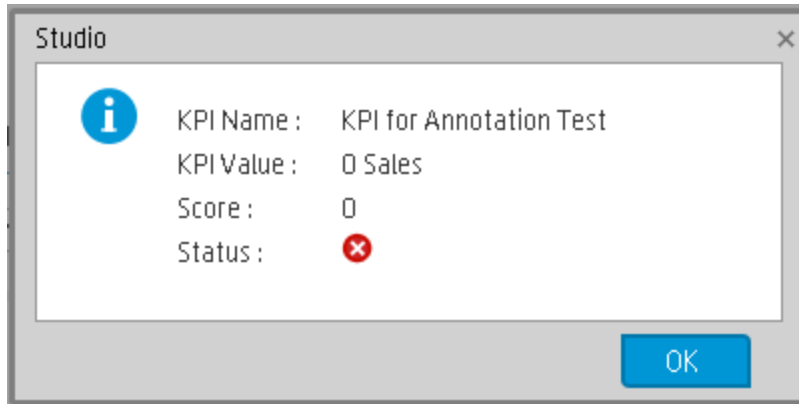 Studio
KPI Name : KPI for Annotation Test
KPI Value : 0 Sales
Score : 0
Status :
OK